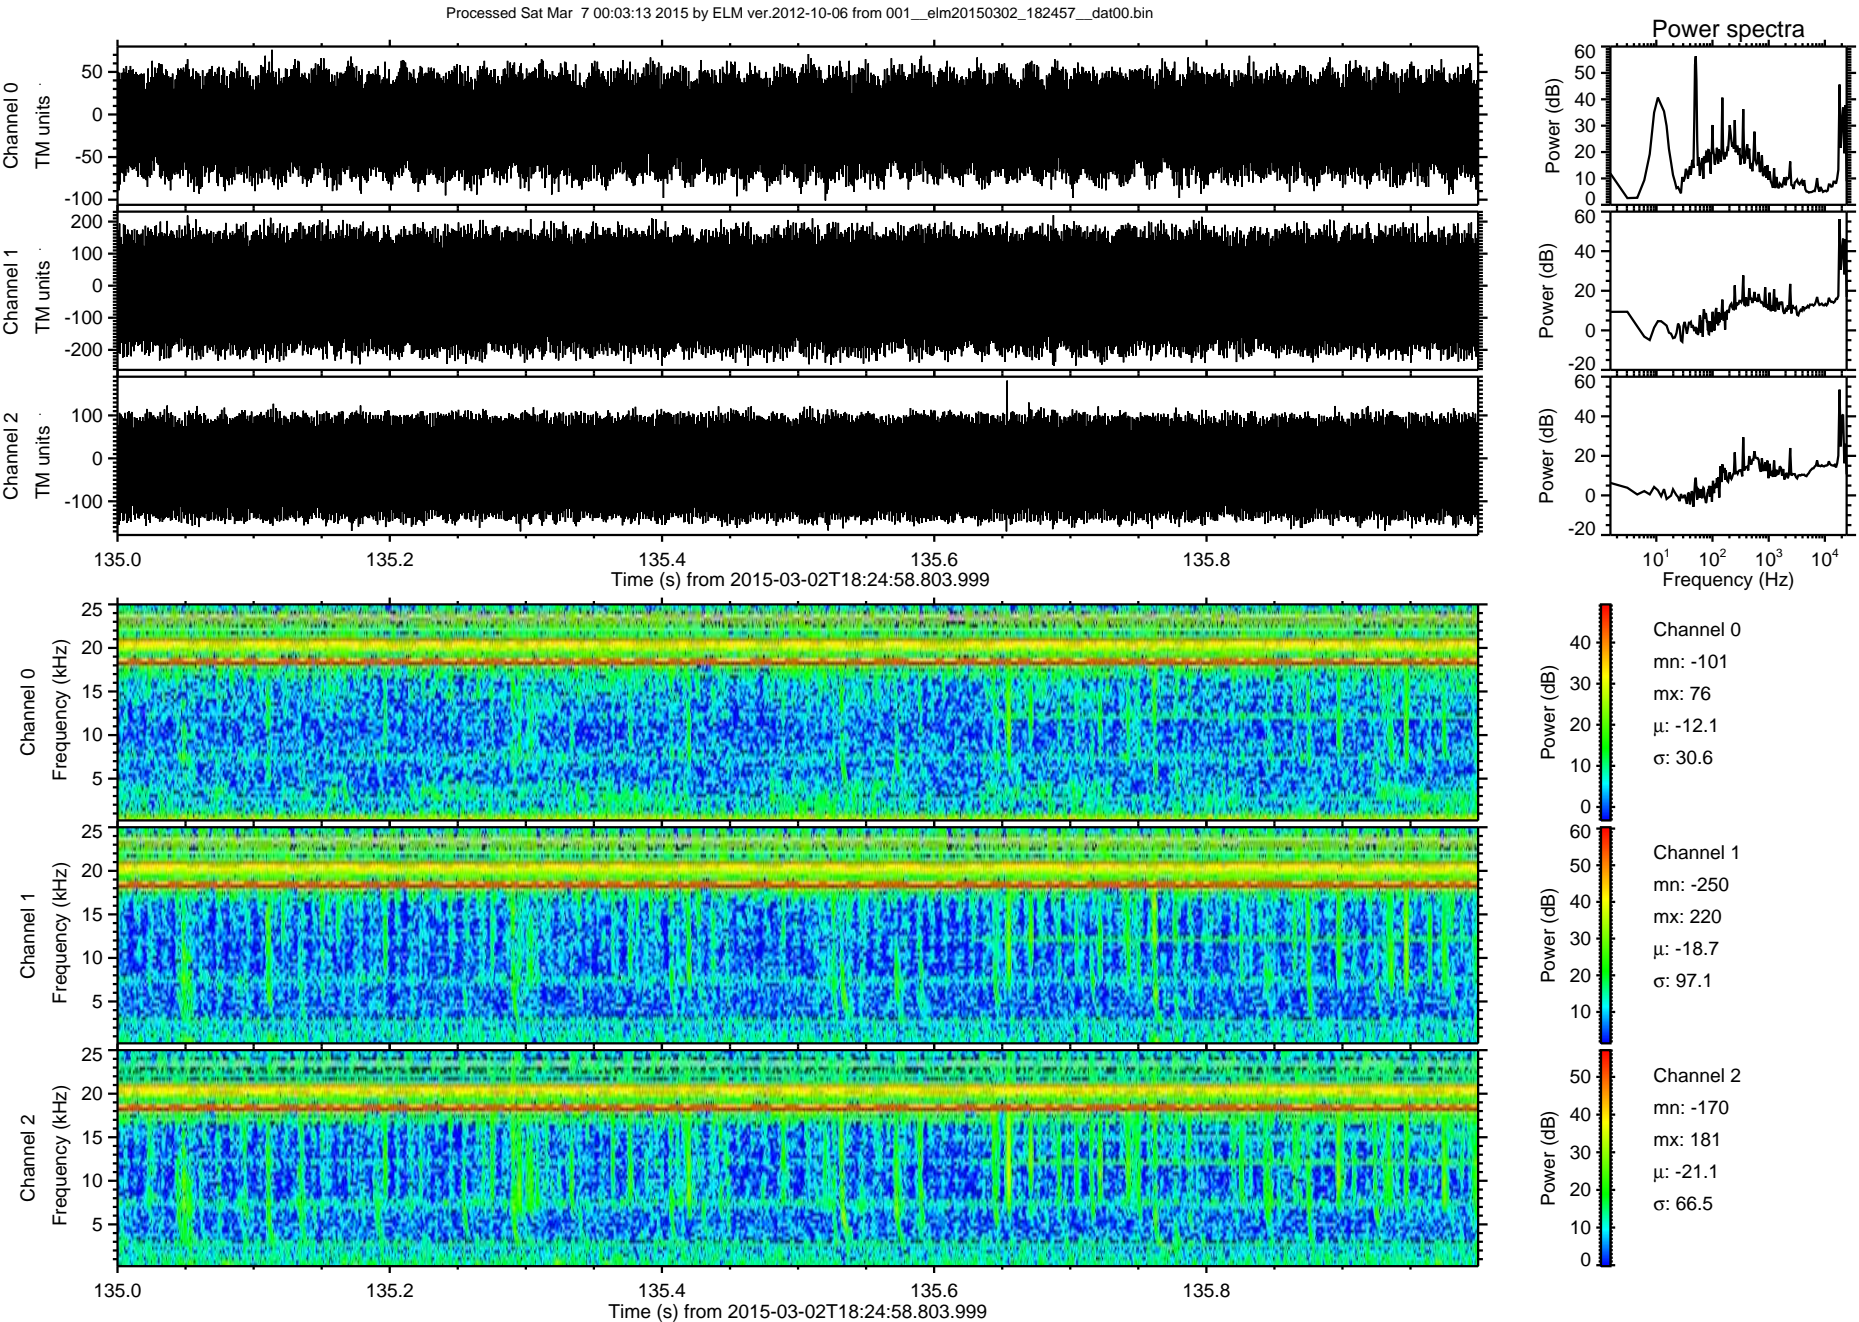 Processed Sat Mar 7 00:03:13 2015 by ELM ver.2012-10-06 from 001__elm20150302_182457__dat00.bin
Power spectra
Channel 0
TM units
50
0
-50
-100
Power (dB)
60
50
40
30
20
10
0
Channel 1
TM units
200
100
0
-100
-200
Power (dB)
60
40
20
0
-20
Channel 2
TM units
100
0
-100
Power (dB)
60
40
20
0
-20
135.0 135.2 135.4 135.6 135.8
Time (s) from 2015-03-02T18:24:58.803.999
10¹ 10² 10³ 10⁴
Frequency (Hz)
Channel 0
Frequency (kHz)
25
20
15
10
5
Power (dB)
40
30
20
10
0
Channel 0
mn: -101
mx: 76
µ: -12.1
σ: 30.6
Channel 1
Frequency (kHz)
25
20
15
10
5
Power (dB)
60
50
40
30
20
10
Channel 1
mn: -250
mx: 220
µ: -18.7
σ: 97.1
Channel 2
Frequency (kHz)
25
20
15
10
5
Power (dB)
50
40
30
20
10
0
Channel 2
mn: -170
mx: 181
µ: -21.1
σ: 66.5
135.0 135.2 135.4 135.6 135.8
Time (s) from 2015-03-02T18:24:58.803.999